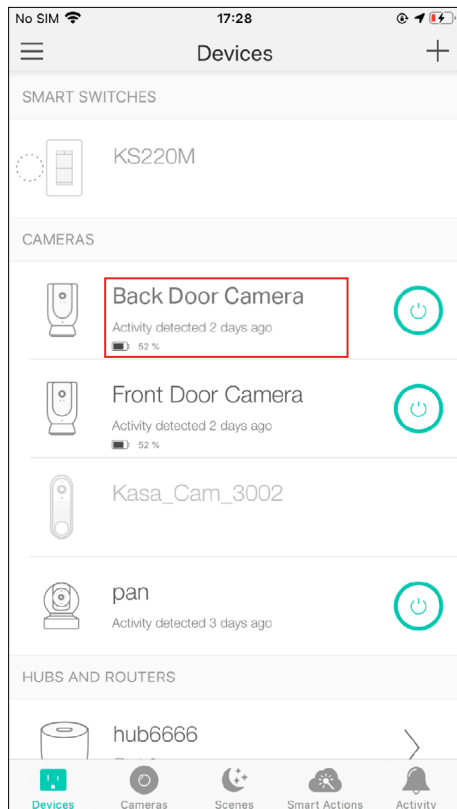 No SIM 17:28
Devices
SMART SWITCHES
KS220M
CAMERAS
Back Door Camera
Activity detected 2 days ago
52 %
Front Door Camera
Activity detected 2 days ago
52 %
Kasa_Cam_3002
pan
Activity detected 3 days ago
HUBS AND ROUTERS
hub6666
Devices Cameras Scenes Smart Actions Activity